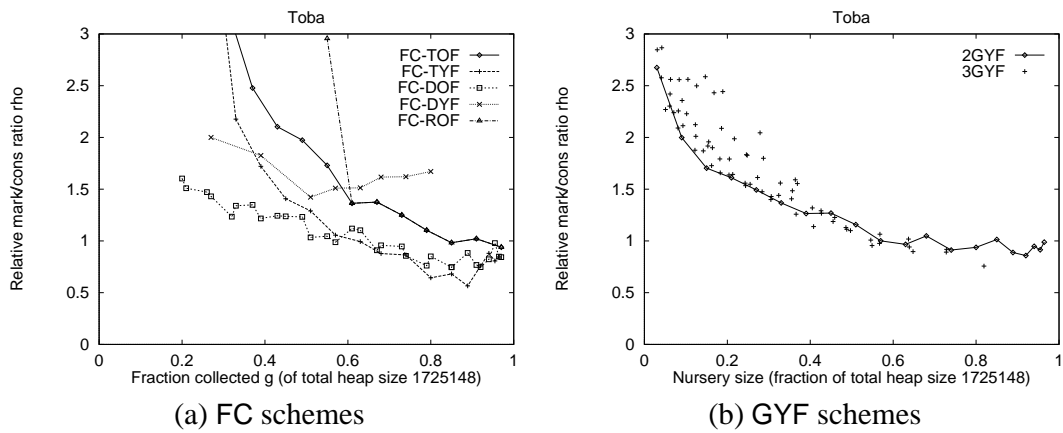 Toba
Relative mark/cons ratio rho
3
2.5
2
1.5
1
0.5
0
FC-TOF
FC-TYF
FC-DOF
FC-DYF
FC-ROF
0 0.2 0.4 0.6 0.8 1
Fraction collected g (of total heap size 1725148)
(a) FC schemes
Toba
Relative mark/cons ratio rho
3
2.5
2
1.5
1
0.5
0
2GYF
3GYF
0 0.2 0.4 0.6 0.8 1
Nursery size (fraction of total heap size 1725148)
(b) GYF schemes